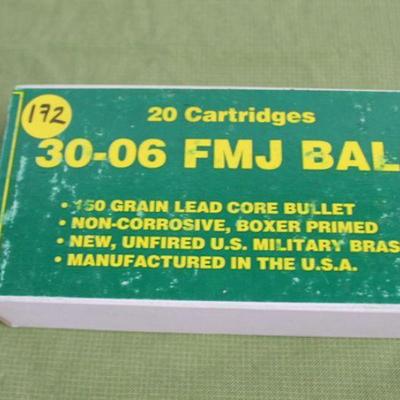 172
20 Cartridges
30-06 FMJ BAL
• 150 GRAIN LEAD CORE BULLET
• NON-CORROSIVE, BOXER PRIMED
• NEW, UNFIRED U.S. MILITARY BRAS
• MANUFACTURED IN THE U.S.A.